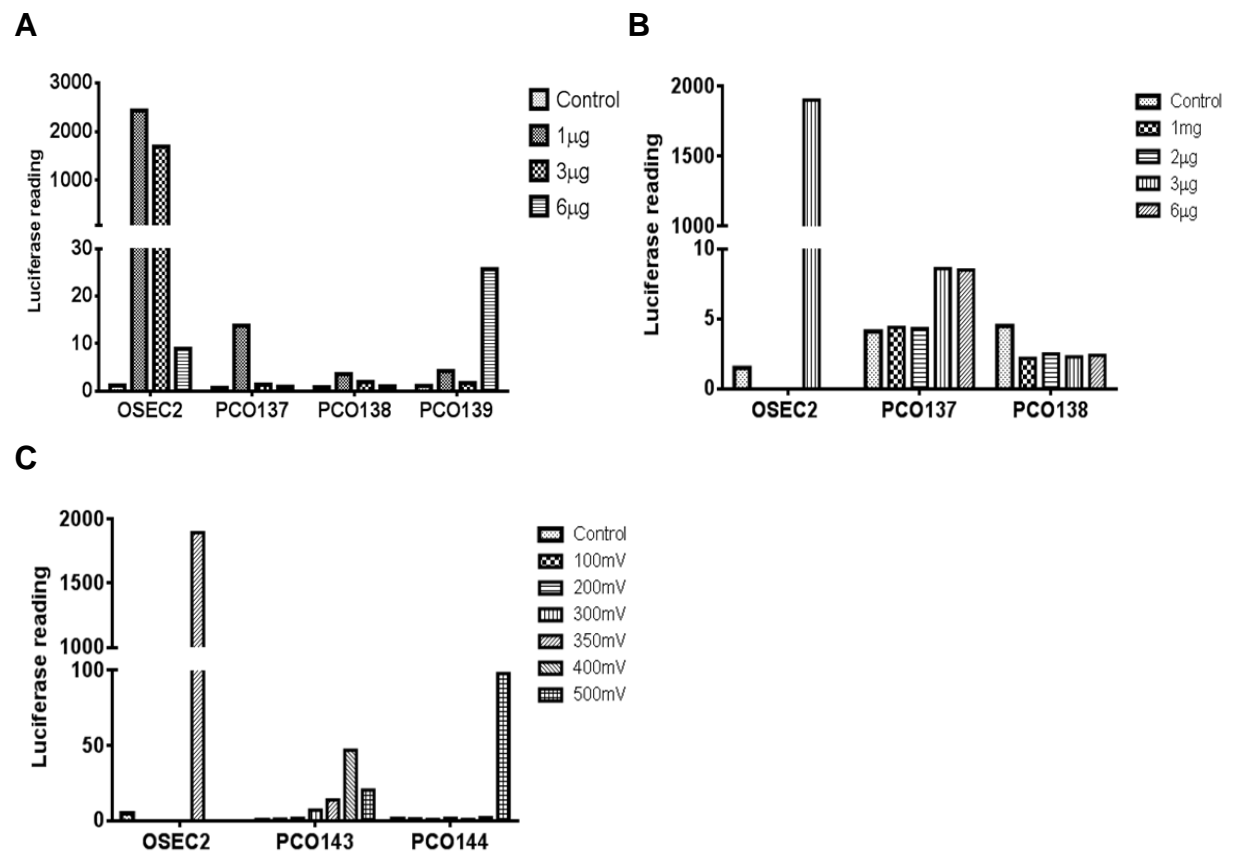 A
Luciferase reading
3000
2000
1000
30
20
10
0
OSEC2 PCO137 PCO138 PCO139
Control
1µg
3µg
6µg
B
Luciferase reading
2000
1500
1000
10
5
0
OSEC2 PCO137 PCO138
Control
1mg
2µg
3µg
6µg
C
Luciferase reading
2000
1500
1000
100
50
0
OSEC2 PCO143 PCO144
Control
100mV
200mV
300mV
350mV
400mV
500mV